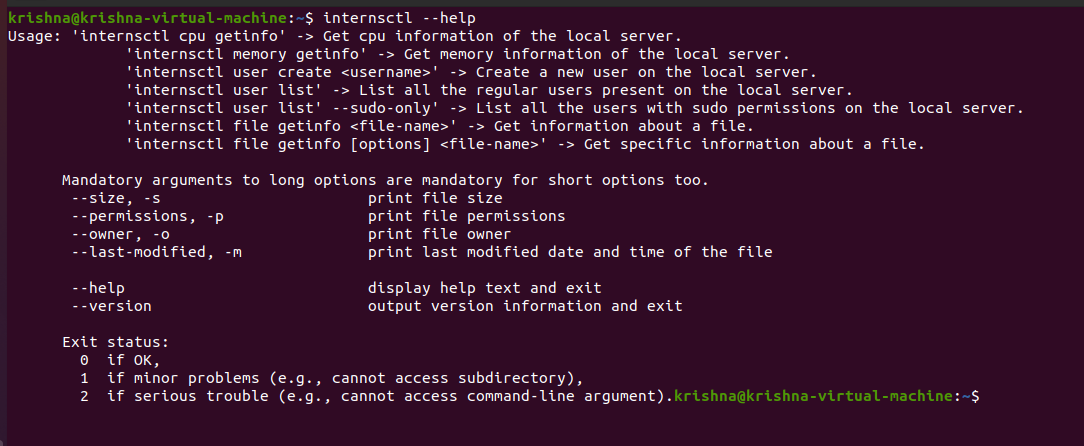 krishna@krishna-virtual-machine:~$ internsctl --help
Usage: 'internsctl cpu getinfo' -> Get cpu information of the local server.
             'internsctl memory getinfo' -> Get memory information of the local server.
             'internsctl user create <username>' -> Create a new user on the local server.
             'internsctl user list' -> List all the regular users present on the local server.
             'internsctl user list' --sudo-only' -> List all the users with sudo permissions on the local server.
             'internsctl file getinfo <file-name>' -> Get information about a file.
             'internsctl file getinfo [options] <file-name>' -> Get specific information about a file.

      Mandatory arguments to long options are mandatory for short options too.
       --size, -s                       print file size
       --permissions, -p                print file permissions
       --owner, -o                      print file owner
       --last-modified, -m              print last modified date and time of the file

       --help                           display help text and exit
       --version                        output version information and exit

      Exit status:
        0  if OK,
        1  if minor problems (e.g., cannot access subdirectory),
        2  if serious trouble (e.g., cannot access command-line argument).krishna@krishna-virtual-machine:~$